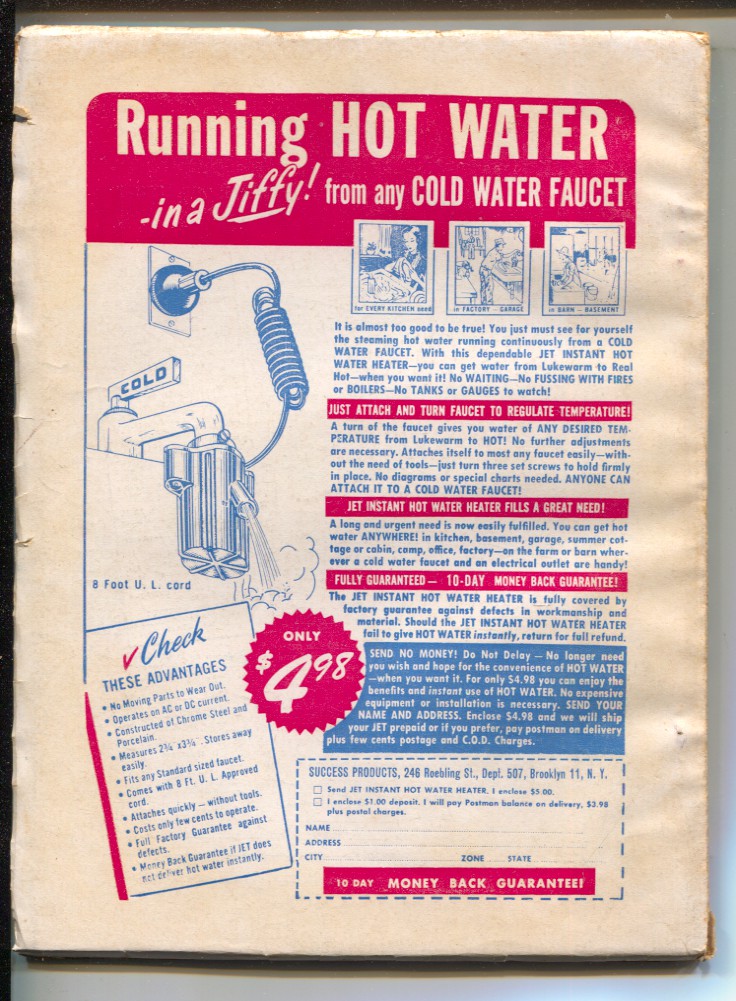 Running HOT WATER
-in a Jiffy! from any COLD WATER FAUCET
for EVERY KITCHEN need
in FACTORY - GARAGE
in BARN - BASEMENT
It is almost too good to be true! You just must see for yourself
the steaming hot water running continuously from a COLD
WATER FAUCET. With this dependable JET INSTANT HOT
WATER HEATER—you can get water from Lukewarm to Real
Hot—when you want it! No WAITING—No FUSSING WITH FIRES
or BOILERS—No TANKS or GAUGES to watch!
JUST ATTACH AND TURN FAUCET TO REGULATE TEMPERATURE!
A turn of the faucet gives you water of ANY DESIRED TEM-
PERATURE from Lukewarm to HOT! No further adjustments
are necessary. Attaches itself to most any faucet easily—with-
out the need of tools—just turn three set screws to hold firmly
in place. No diagrams or special charts needed. ANYONE CAN
ATTACH IT TO A COLD WATER FAUCET!
JET INSTANT HOT WATER HEATER FILLS A GREAT NEED!
A long and urgent need is now easily fulfilled. You can get hot
water ANYWHERE! in kitchen, basement, garage, summer cot-
tage or cabin, camp, office, factory—on the farm or barn wher-
ever a cold water faucet and an electrical outlet are handy!
FULLY GUARANTEED — 10-DAY MONEY BACK GUARANTEE!
The JET INSTANT HOT WATER HEATER is fully covered by
factory guarantee against defects in workmanship and
material. Should the JET INSTANT HOT WATER HEATER
fail to give HOT WATER instantly, return for full refund.
SEND NO MONEY! Do Not Delay — No longer need
you wish and hope for the convenience of HOT WATER
—when you want it. For only $4.98 you can enjoy the
benefits and instant use of HOT WATER. No expensive
equipment or installation is necessary. SEND YOUR
NAME AND ADDRESS. Enclose $4.98 and we will ship
your JET prepaid or if you prefer, pay postman on delivery
plus few cents postage and C.O.D. Charges.
COLD
8 Foot U. L. cord
ONLY
$4.98
✓Check
THESE ADVANTAGES
• No Moving Parts to Wear Out.
• Operates on AC or DC current.
• Constructed of Chrome Steel and
Porcelain.
• Measures 2¾ x3¾". Stores away
easily.
• Fits any Standard sized faucet.
• Comes with 8 Ft. U. L. Approved
cord.
• Attaches quickly — without tools.
• Costs only few cents to operate.
• Full Factory Guarantee against
defects.
• Money Back Guarantee if JET does
not deliver hot water instantly.
SUCCESS PRODUCTS, 246 Roebling St., Dept. 507, Brooklyn 11, N. Y.
☐ Send JET INSTANT HOT WATER HEATER. I enclose $5.00.
☐ I enclose $1.00 deposit. I will pay Postman balance on delivery, $3.98
plus postal charges.
NAME
ADDRESS
CITY ZONE STATE
10 DAY MONEY BACK GUARANTEE!